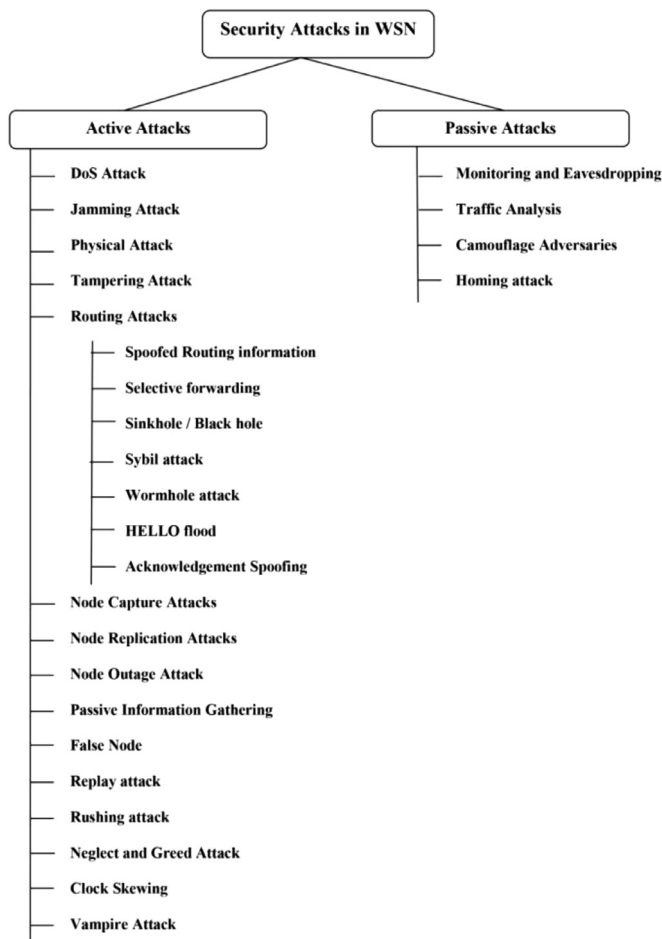 Security Attacks in WSN
Active Attacks
DoS Attack
Jamming Attack
Physical Attack
Tampering Attack
Routing Attacks
Spoofed Routing information
Selective forwarding
Sinkhole / Black hole
Sybil attack
Wormhole attack
HELLO flood
Acknowledgement Spoofing
Node Capture Attacks
Node Replication Attacks
Node Outage Attack
Passive Information Gathering
False Node
Replay attack
Rushing attack
Neglect and Greed Attack
Clock Skewing
Vampire Attack
Passive Attacks
Monitoring and Eavesdropping
Traffic Analysis
Camouflage Adversaries
Homing attack